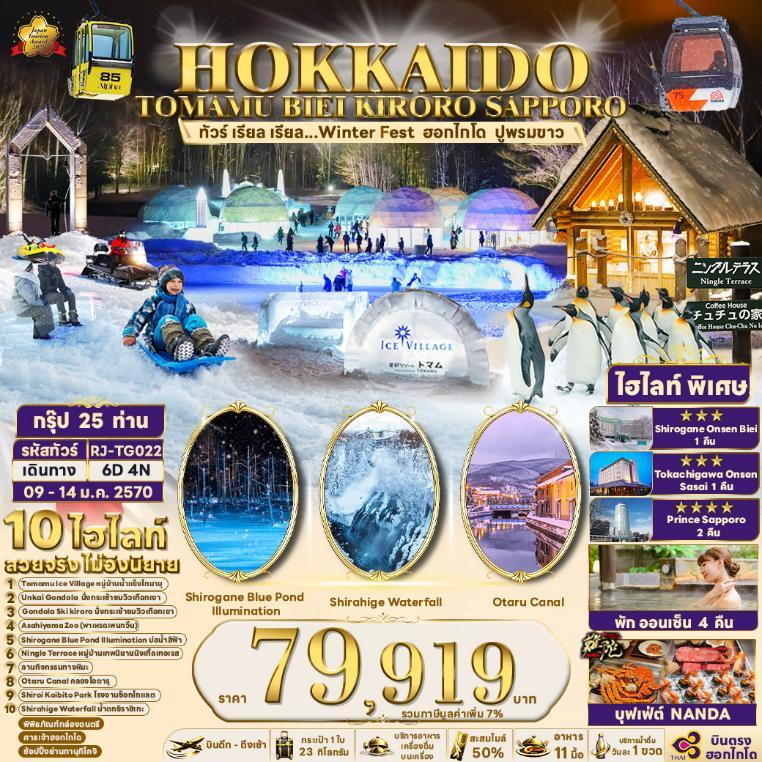 Japan
Tourism
Award
85
Alpha
75
KIRORO
HOKKAIDO
TOMAMU BIEI KIRORO SAPPORO
ทัวร์ เรียล เรียล...Winter Fest ฮอกไกโด ปูพรมขาว
ニングルテラス
Ningle Terrace
Coffee House
チュチュの家
ICE VILLAGE
トマム
TOMAMU
ไฮไลท์ พิเศษ
★★★
Shirogane Onsen Biei
1 คืน
★★★
Tokachigawa Onsen
Sasai 1 คืน
★★★★
Prince Sapporo
2 คืน
พัก ออนเซ็น 4 คืน
บุฟเฟ่ต์ NANDA
กรุ๊ป 25 ท่าน
รหัสทัวร์ RJ-TG022
เดินทาง 6D 4N
09 - 14 ม.ค. 2570
10 ไฮไลท์
สวยจริง ไม่อิงนิยาย
1 Tomamu Ice Village หมู่บ้านน้ำแข็งโทมามุ
2 Unkai Gondola นั่งกระเช้าชมวิวเทือกเขา
3 Gondola Ski kiroro นั่งกระเช้าชมวิวเทือกเขา
4 Asahiyama Zoo (พาเหรดเพนกวิ้น)
5 Shirogane Blue Pond Illumination บ่อน้ำสีฟ้า
6 Ningle Terrace หมู่บ้านเทพนิยายนิงเกิ้ลเทอเรส
7 ลานกิจกรรมทางหิมะ
8 Otaru Canal คลองโอตารุ
9 Shiroi Koibito Park โรงงานช็อกโกแลต
10 Shirahige Waterfall น้ำตกชิราฮิเกะ
พิพิธภัณฑ์กล่องดนตรี
ศาลเจ้าฮอกไกโด
ช้อปปิ้งย่านทานุกิโคจิ
Shirogane Blue Pond
Illumination
Shirahige Waterfall
Otaru Canal
ราคา 79,919 บาท
รวมภาษีมูลค่าเพิ่ม 7%
บินดึก - ถึงเช้า
กระเป๋า 1 ใบ
23 กิโลกรัม
บริการอาหาร
เครื่องดื่ม
บนเครื่อง
สะสมไมล์
50%
อาหาร
11 มื้อ
บริการน้ำดื่ม
วันละ 1 ขวด
THAI
บินตรง
ฮอกไกโด